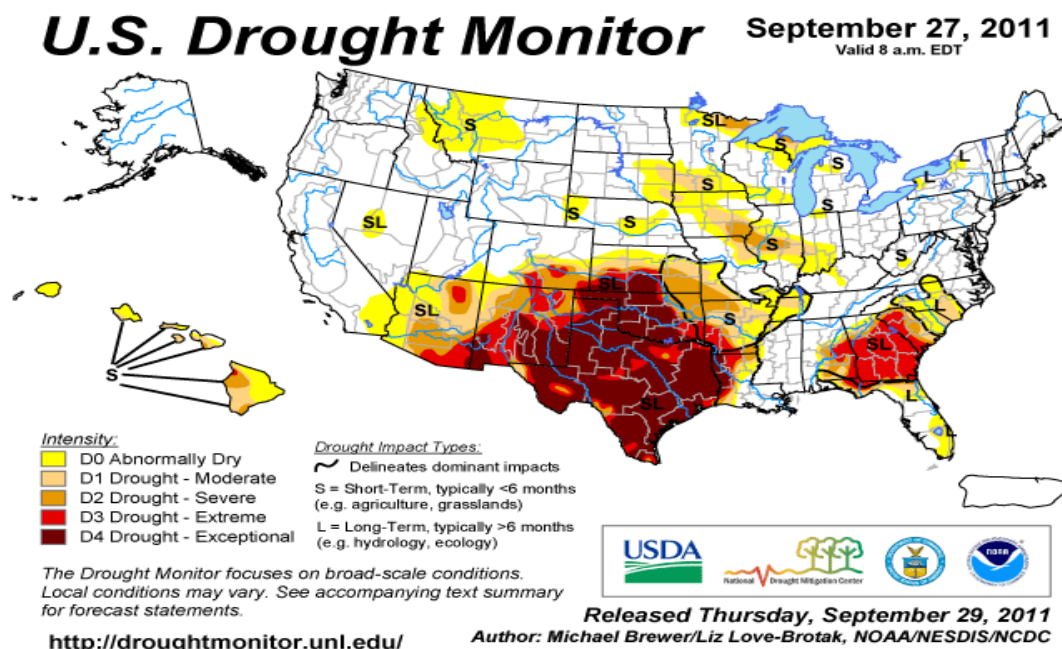 U.S. Drought Monitor
September 27, 2011
Valid 8 a.m. EDT
SL
S
S
S
L
L
S
S
SL
S
S
S
S
SL
SL
S
L
SL
S
L
L
SL
S
Intensity:
D0 Abnormally Dry
D1 Drought - Moderate
D2 Drought - Severe
D3 Drought - Extreme
D4 Drought - Exceptional
Drought Impact Types:
Delineates dominant impacts
S = Short-Term, typically <6 months
(e.g. agriculture, grasslands)
L = Long-Term, typically >6 months
(e.g. hydrology, ecology)
USDA
National Drought Mitigation Center
NOAA
The Drought Monitor focuses on broad-scale conditions.
Local conditions may vary. See accompanying text summary
for forecast statements.
http://droughtmonitor.unl.edu/
Released Thursday, September 29, 2011
Author: Michael Brewer/Liz Love-Brotak, NOAA/NESDIS/NCDC